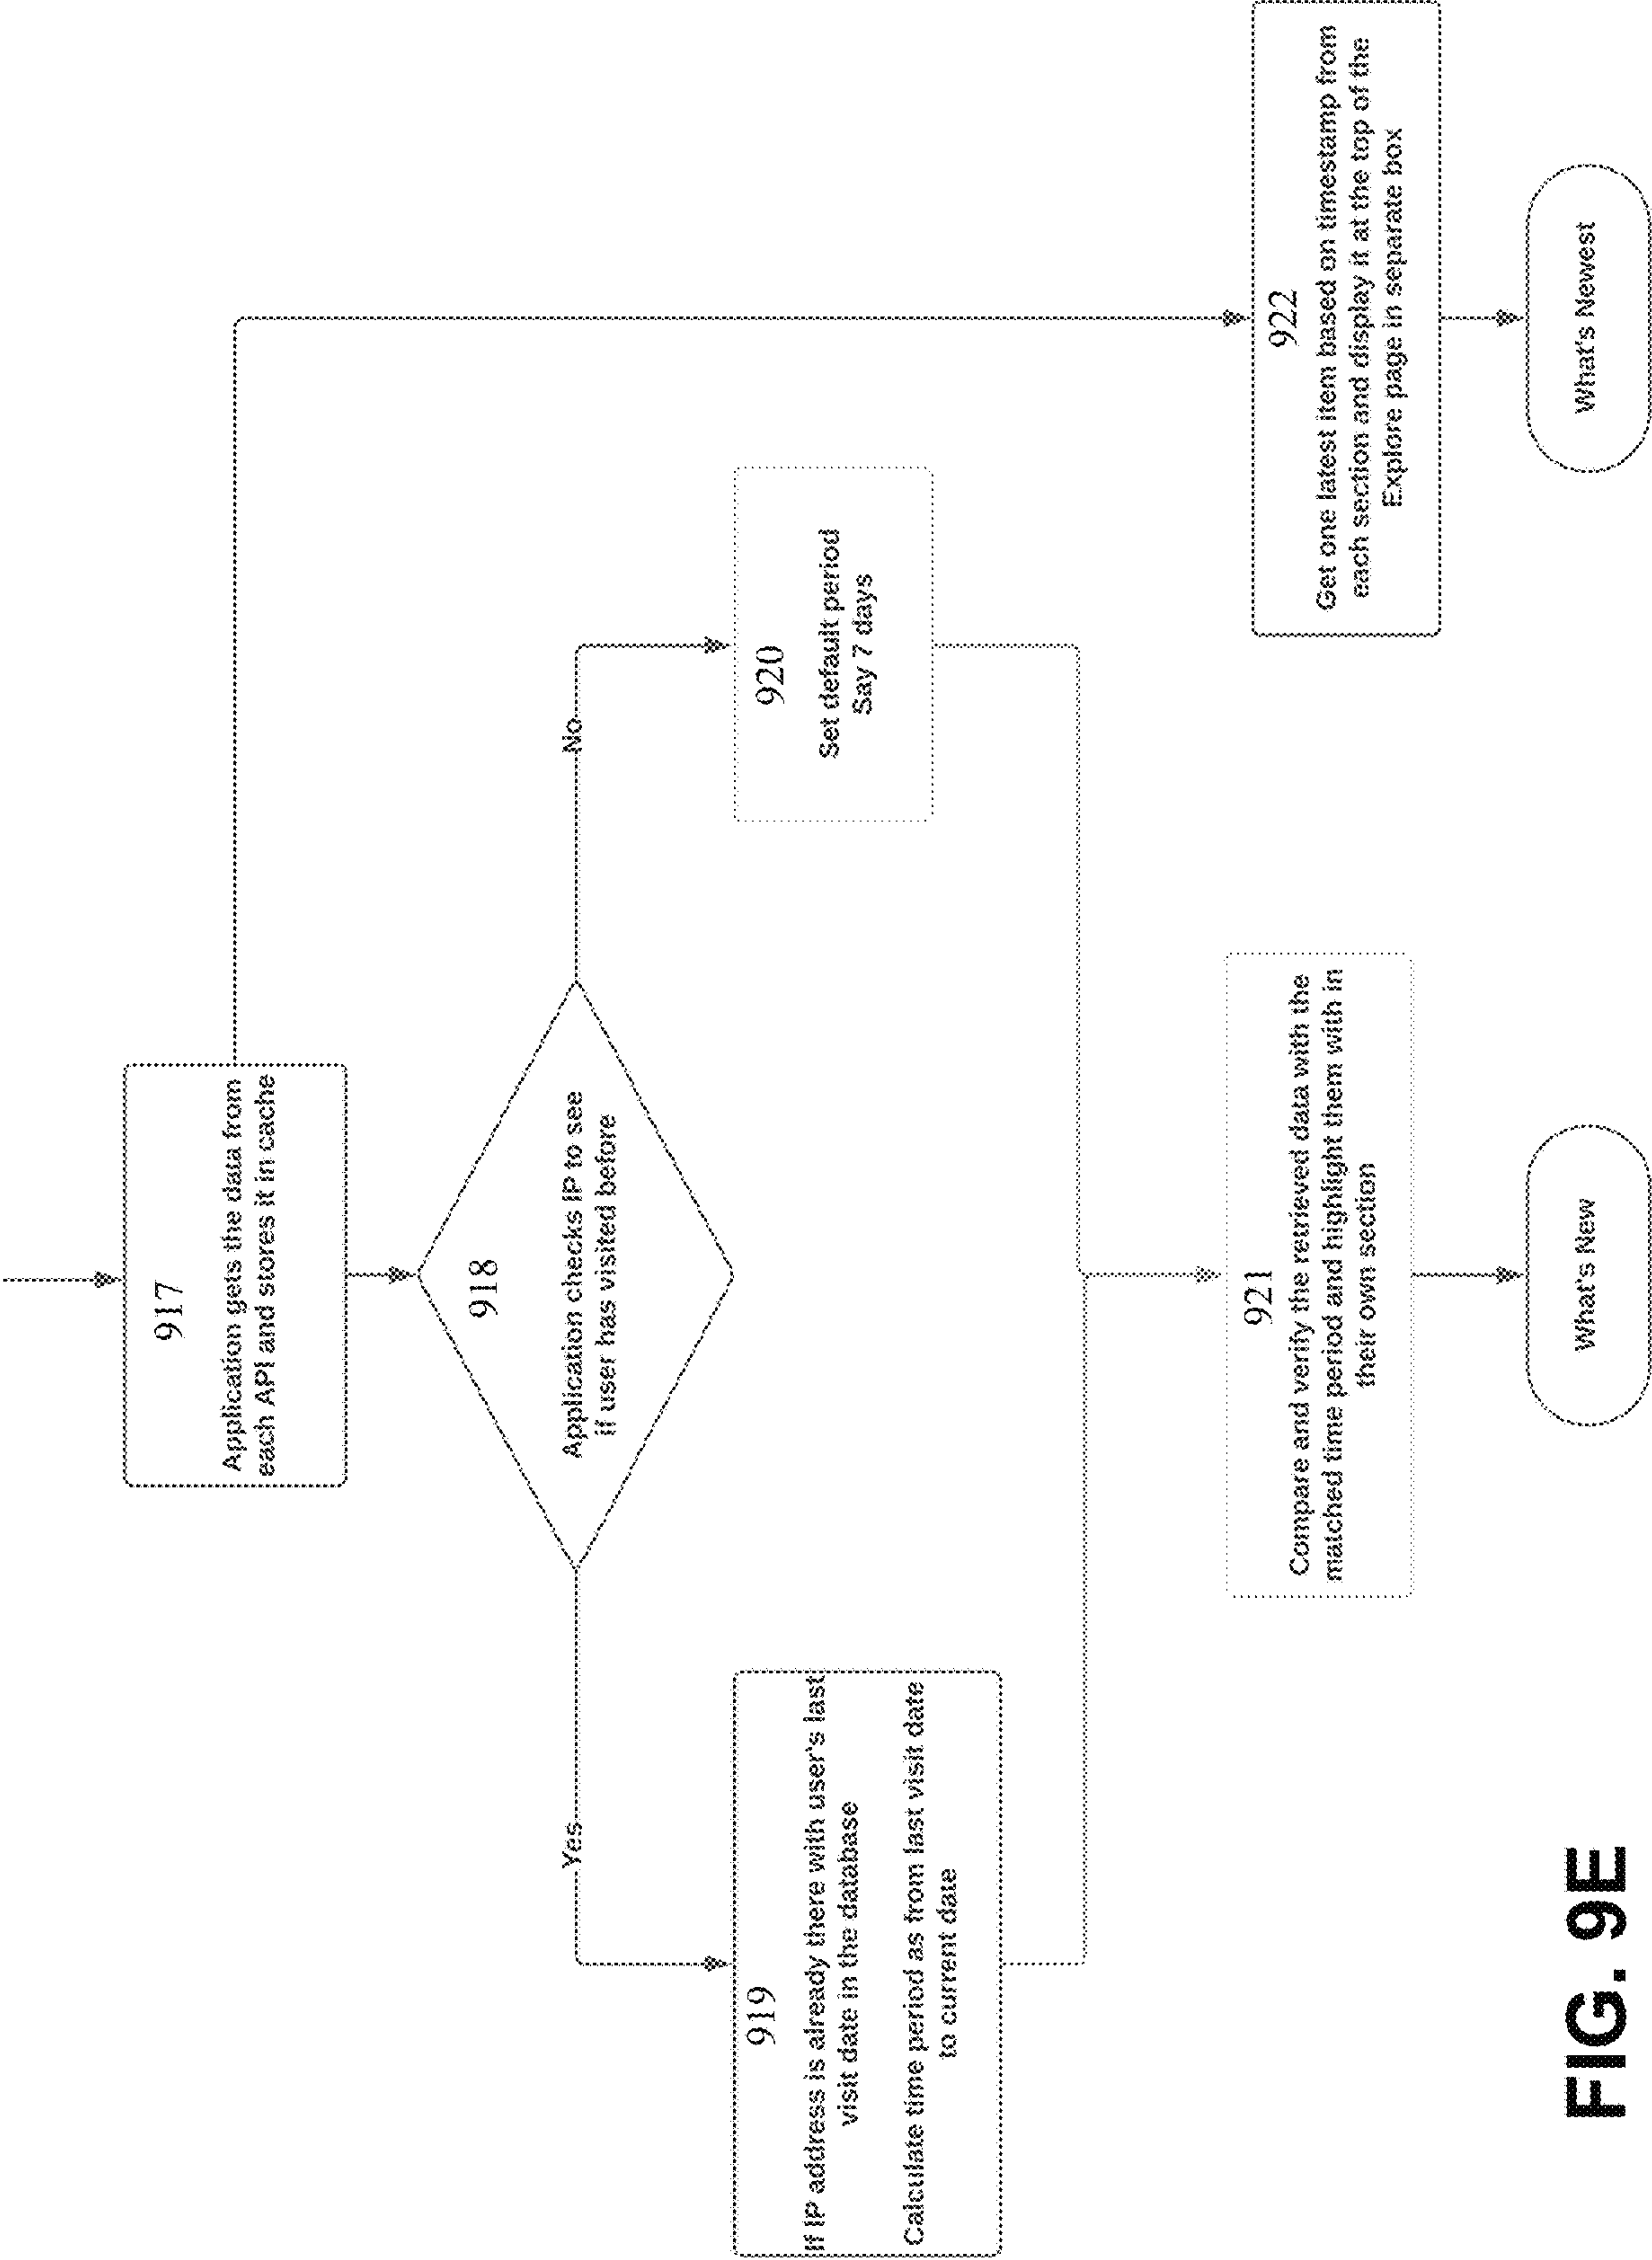 917
Application gets the data from
each API and stores it in cache
918
Application checks IP to see
if user has visited before
Yes
No
919
If IP address is already there with user's last
visit date in the database
Calculate time period as from last visit date
to current date
920
Set default period
Say 7 days
921
Compare and verify the retrieved data with the
matched time period and highlight them with in
their own section
922
Get one latest item based on timestamp from
each section and display it at the top of the
Explore page in separate box
What's New
What's Newest
FIG. 9E